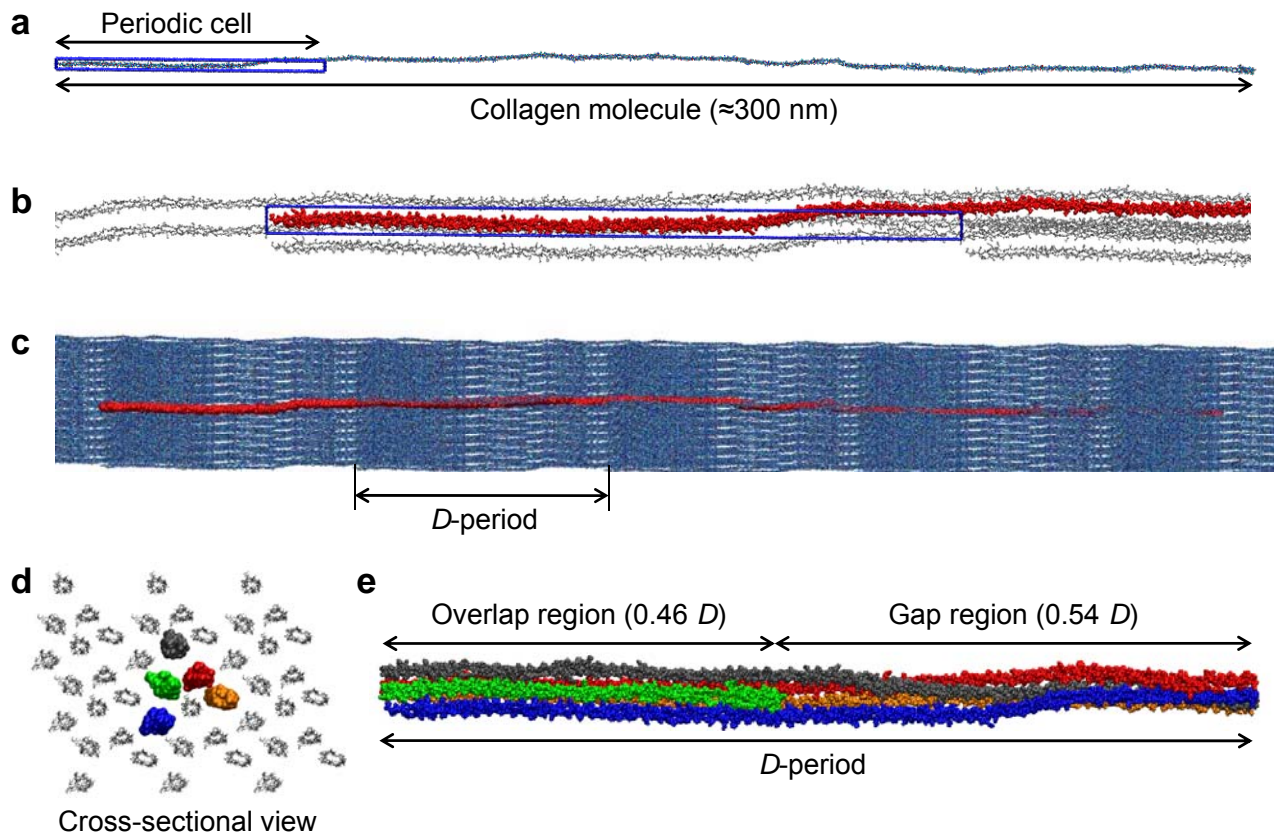 a
Periodic cell
Collagen molecule (≈300 nm)
b
c
D-period
d
Cross-sectional view
e
Overlap region (0.46 D)
Gap region (0.54 D)
D-period